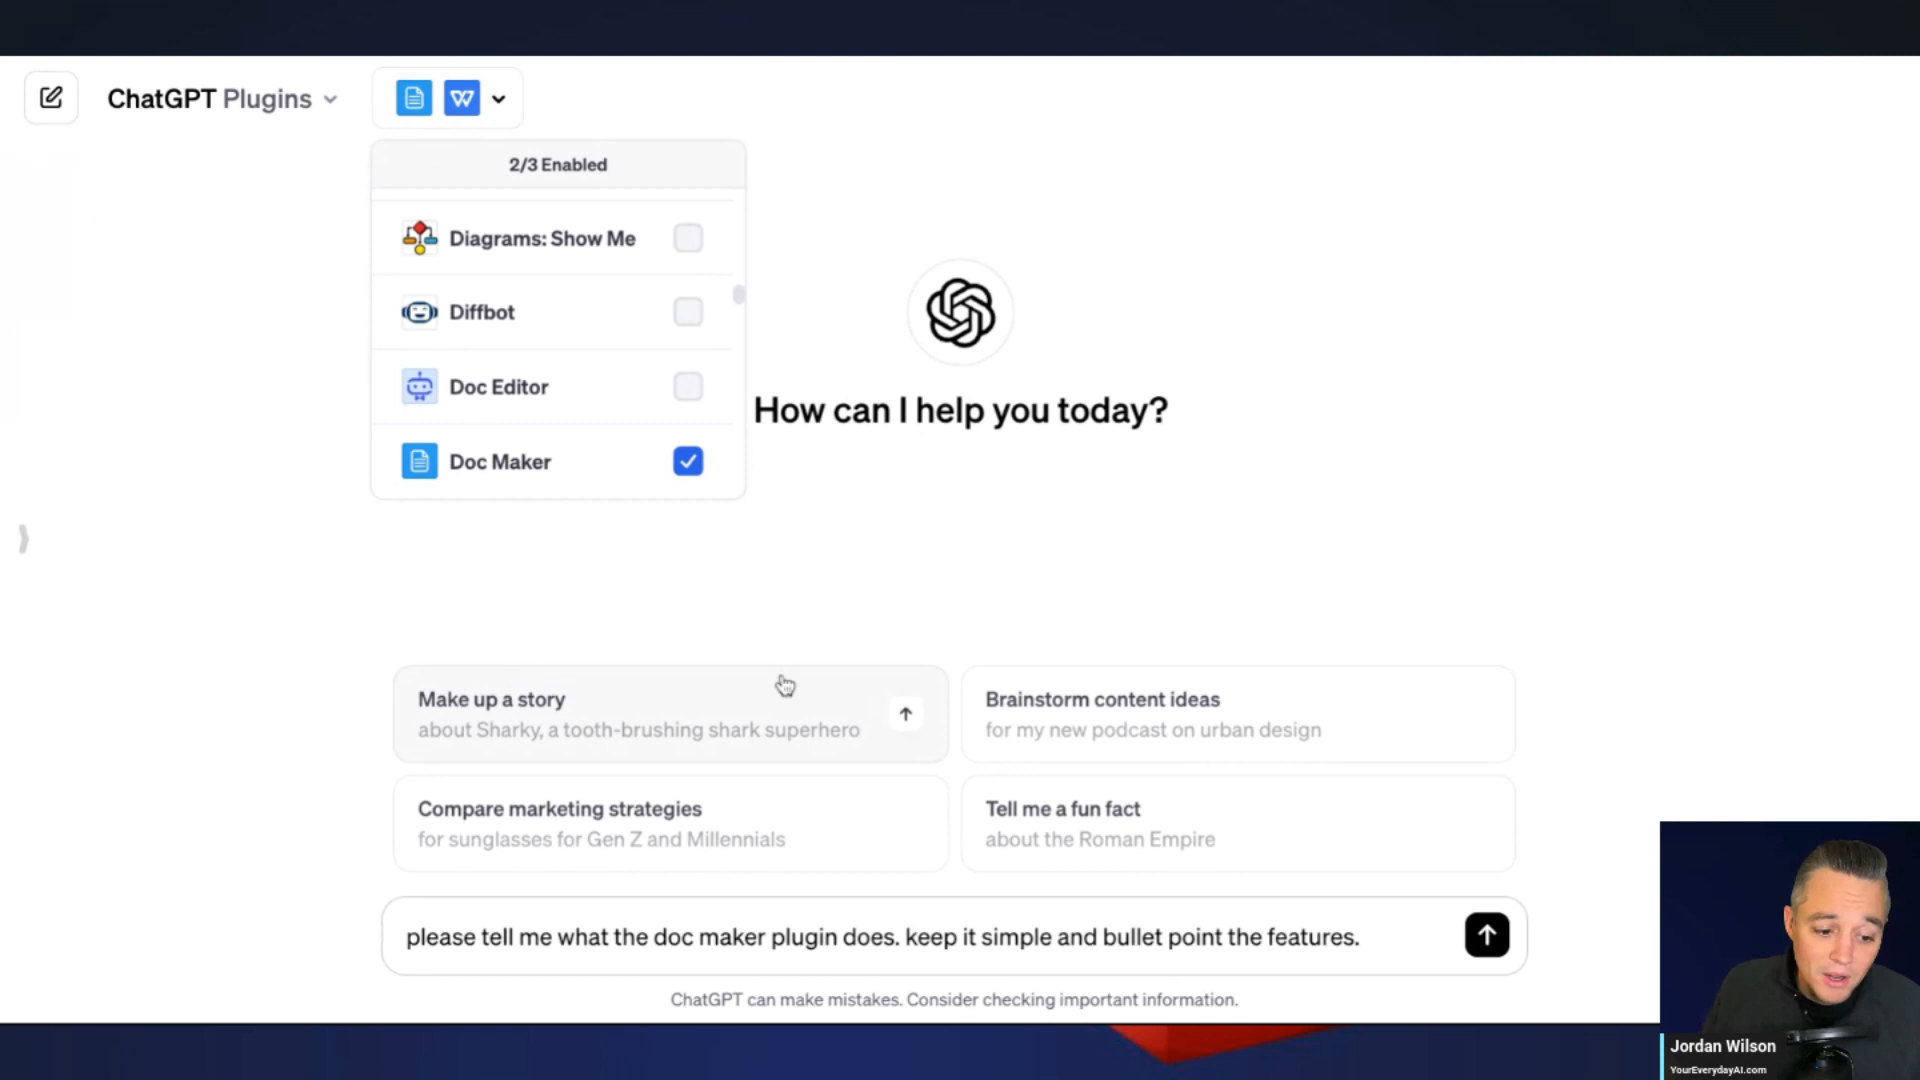 ChatGPT Plugins
2/3 Enabled
Diagrams: Show Me
Diffbot
Doc Editor
Doc Maker
How can I help you today?
Make up a story
about Sharky, a tooth-brushing shark superhero
Brainstorm content ideas
for my new podcast on urban design
Compare marketing strategies
for sunglasses for Gen Z and Millennials
Tell me a fun fact
about the Roman Empire
please tell me what the doc maker plugin does. keep it simple and bullet point the features.
ChatGPT can make mistakes. Consider checking important information.
Jordan Wilson
YourEverydayAI.com